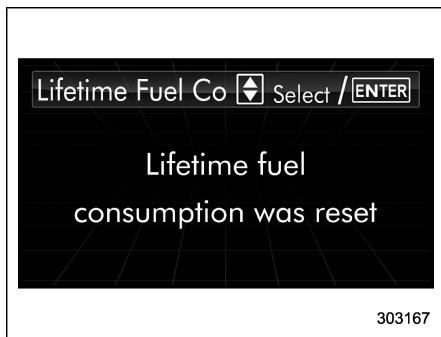 Lifetime Fuel Co Select / ENTER
Lifetime fuel
consumption was reset
303167